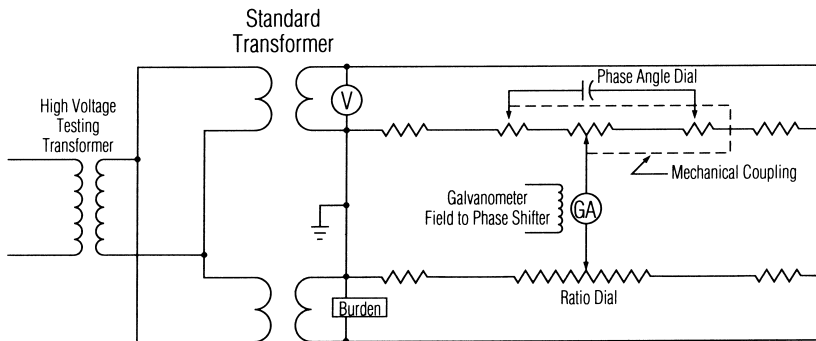 Standard
Transformer
High Voltage
Testing
Transformer
V
Phase Angle Dial
Mechanical Coupling
Galvanometer
Field to Phase Shifter
GA
Burden
Ratio Dial